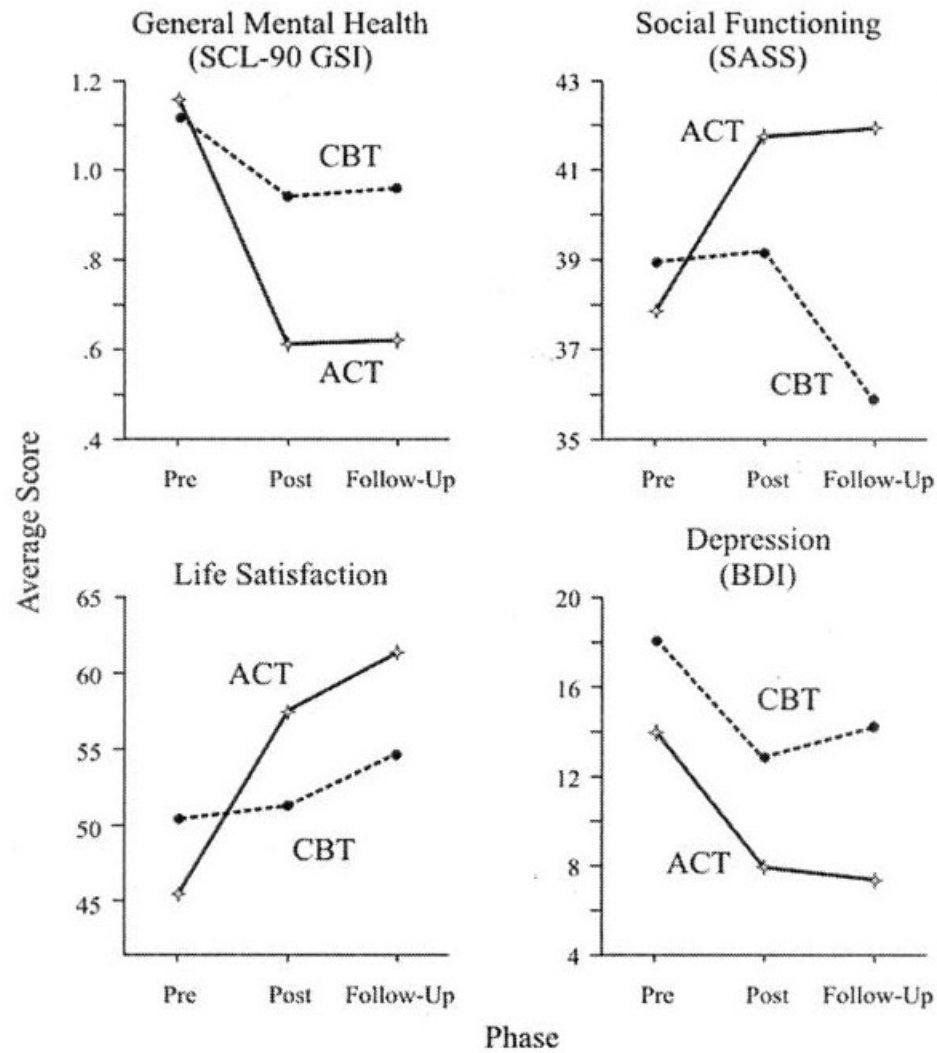 General Mental Health
(SCL-90 GSI)
1.2
1.0
.8
.6
.4
CBT
ACT
Pre
Post
Follow-Up
Social Functioning
(SASS)
43
41
39
37
35
ACT
CBT
Pre
Post
Follow-Up
Average Score
Life Satisfaction
65
60
55
50
45
ACT
CBT
Pre
Post
Follow-Up
Depression
(BDI)
20
16
12
8
4
CBT
ACT
Pre
Post
Follow-Up
Phase